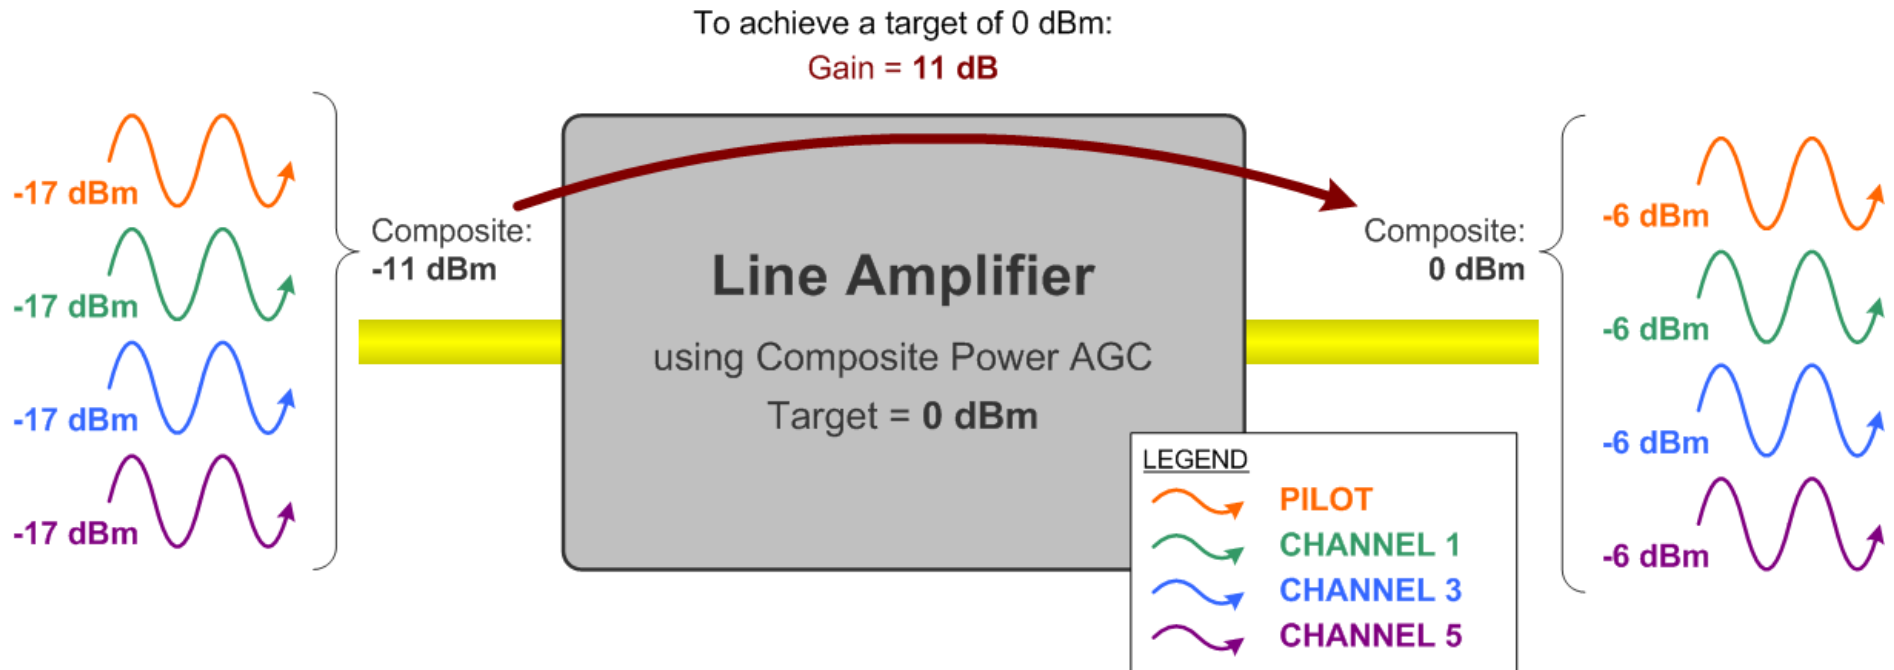 To achieve a target of 0 dBm:
Gain = 11 dB
-17 dBm
-17 dBm
-17 dBm
-17 dBm
Composite:
-11 dBm
Line Amplifier
using Composite Power AGC
Target = 0 dBm
Composite:
0 dBm
-6 dBm
-6 dBm
-6 dBm
-6 dBm
LEGEND
PILOT
CHANNEL 1
CHANNEL 3
CHANNEL 5